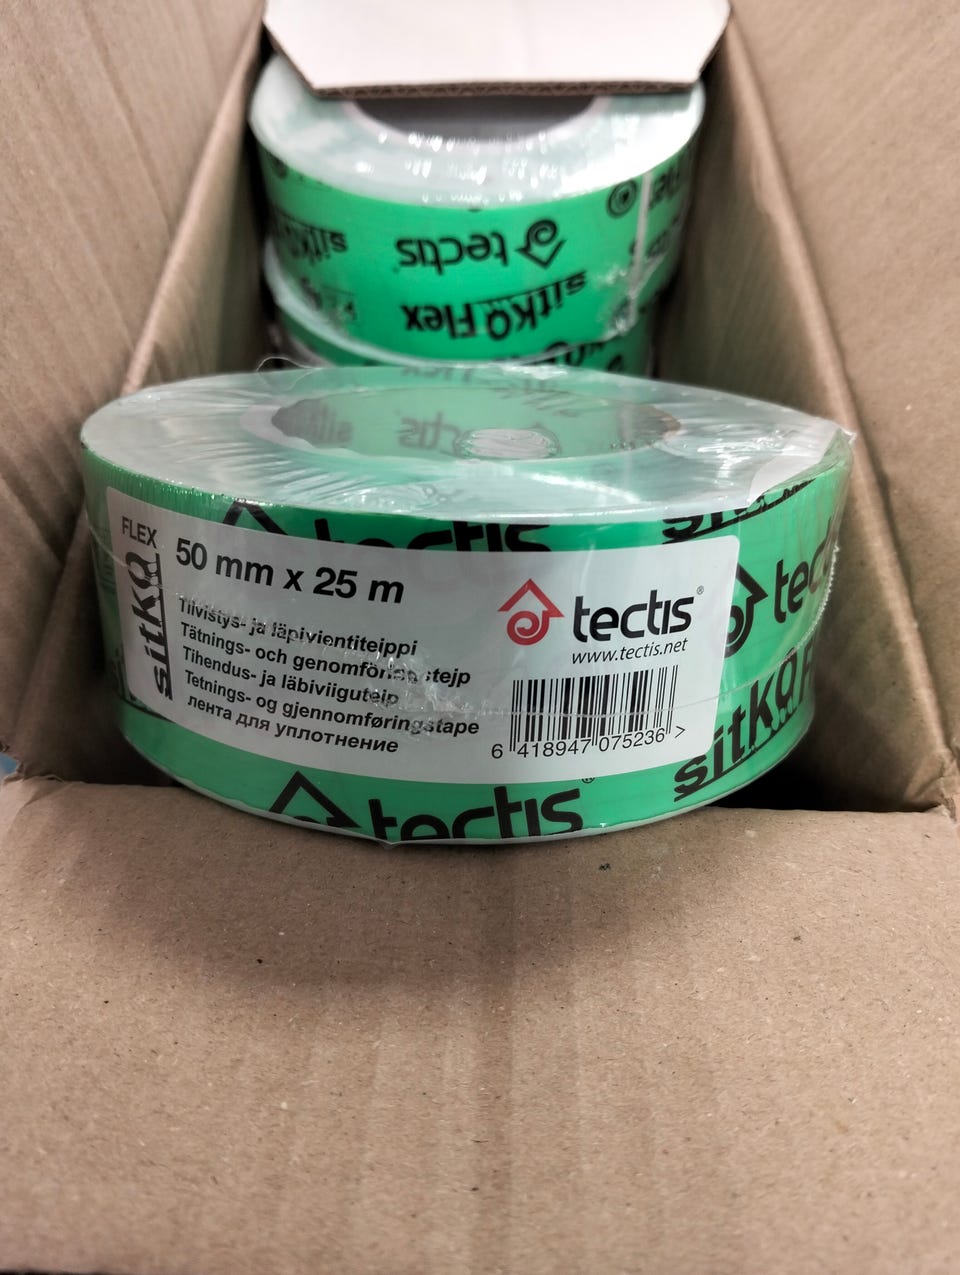 tectis
sitko Flex
tectis
FLEX
sitko
50 mm x 25 m
Tiivistys- ja läpivientiteippi
Tätnings- och genomförings tejp
Tihendus- ja läbiviiguteip
Tetnings- og gjennomføringstape
лента для уплотнение
tectis®
www.tectis.net
6 418947 075236 >
tectis
sitko F
tectis®